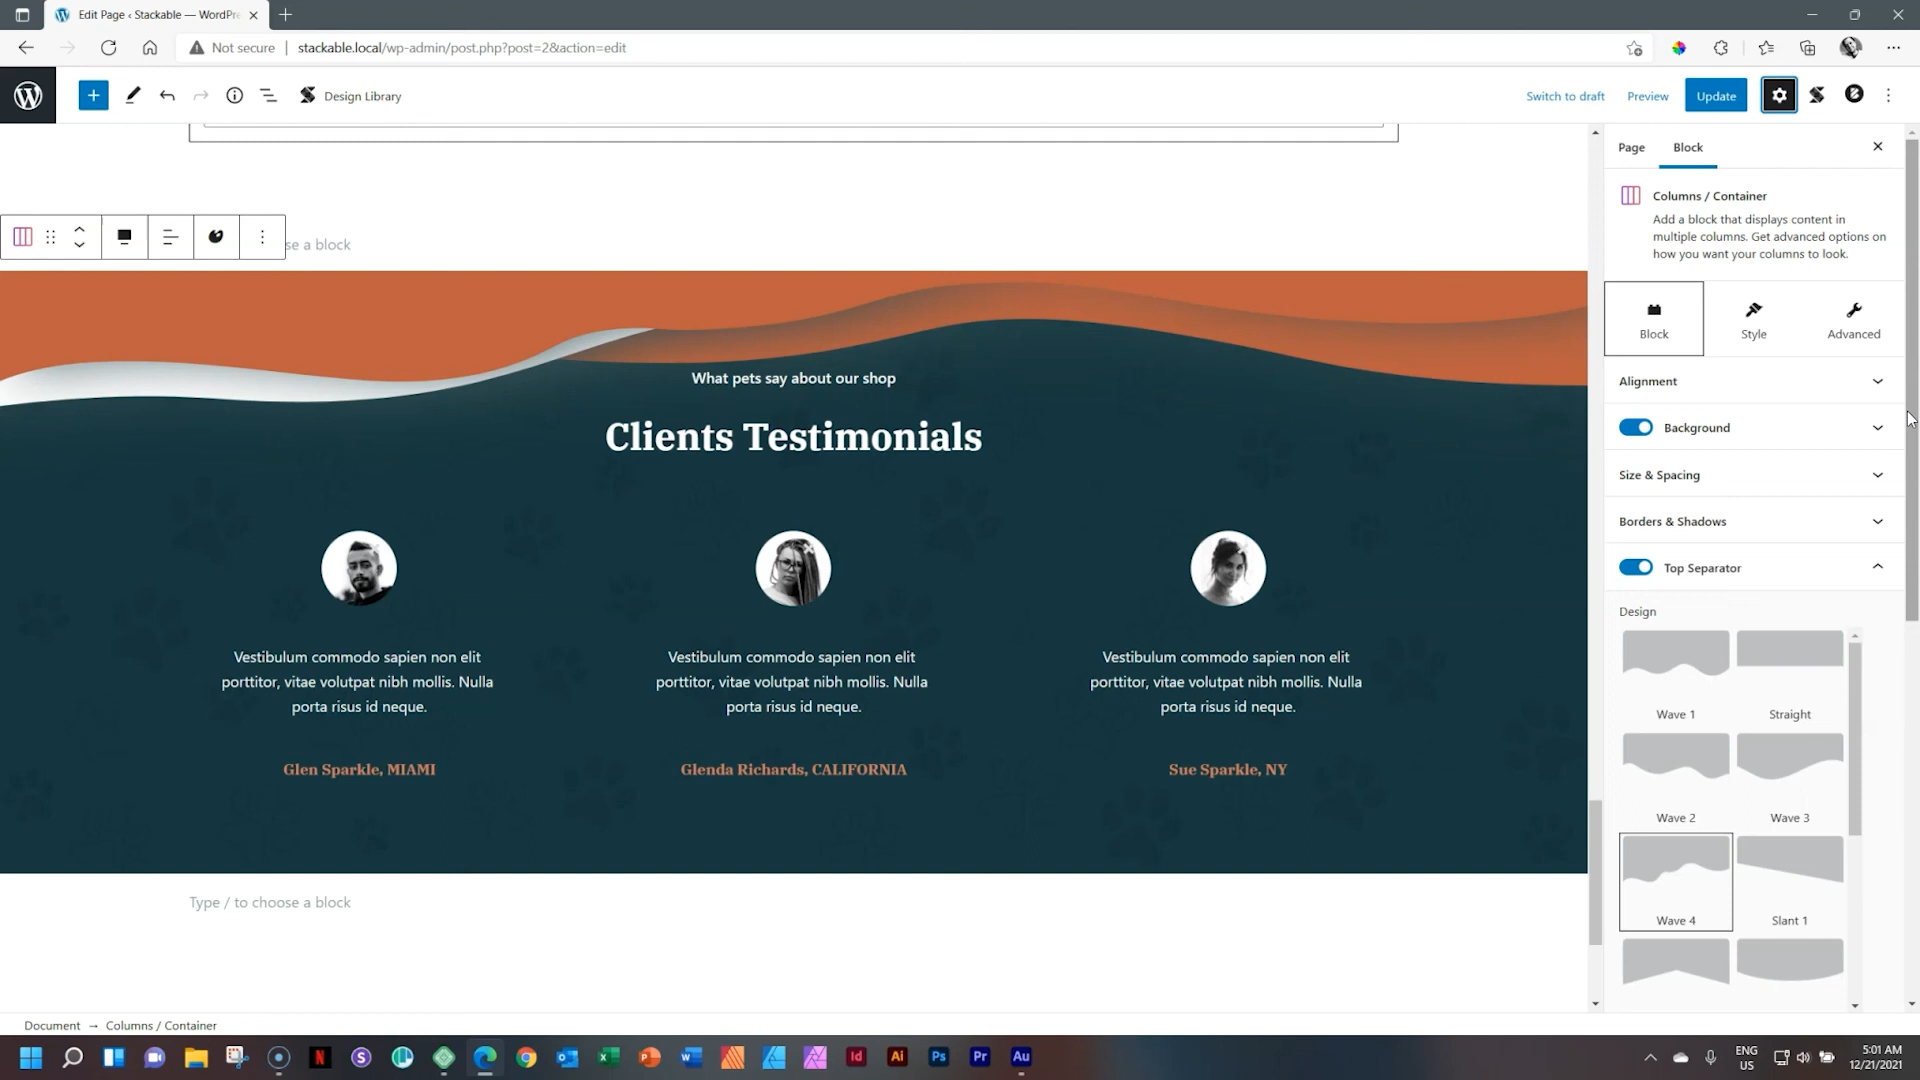 Edit Page ‹ Stackable — WordPre
Not secure
stackable.local/wp-admin/post.php?post=2&action=edit
Design Library
Switch to draft
Preview
Update
Page
Block
Columns / Container
Add a block that displays content in
multiple columns. Get advanced options on
how you want your columns to look.
se a block
Block
Style
Advanced
Alignment
Background
Size & Spacing
Borders & Shadows
Top Separator
Design
Wave 1
Straight
Wave 2
Wave 3
Wave 4
Slant 1
What pets say about our shop
Clients Testimonials
Vestibulum commodo sapien non elit
porttitor, vitae volutpat nibh mollis. Nulla
porta risus id neque.
Glen Sparkle, MIAMI
Vestibulum commodo sapien non elit
porttitor, vitae volutpat nibh mollis. Nulla
porta risus id neque.
Glenda Richards, CALIFORNIA
Vestibulum commodo sapien non elit
porttitor, vitae volutpat nibh mollis. Nulla
porta risus id neque.
Sue Sparkle, NY
Type / to choose a block
Document → Columns / Container
Id
Ai
Ps
Pr
Au
ENG
US
5:01 AM
12/21/2021